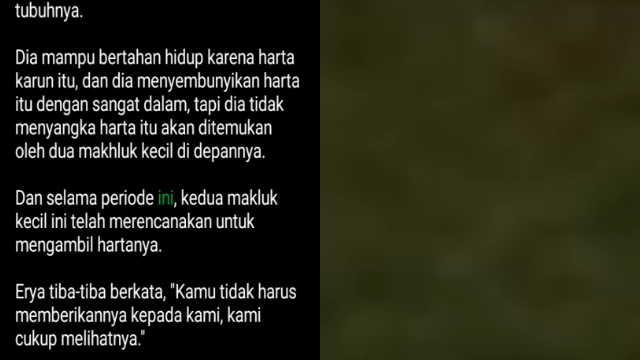 tubuhnya.
Dia mampu bertahan hidup karena harta
karun itu, dan dia menyembunyikan harta
itu dengan sangat dalam, tapi dia tidak
menyangka harta itu akan ditemukan
oleh dua makhluk kecil di depannya.
Dan selama periode ini, kedua makluk
kecil ini telah merencanakan untuk
mengambil hartanya.
Erya tiba-tiba berkata, "Kamu tidak harus
memberikannya kepada kami, kami
cukup melihatnya."